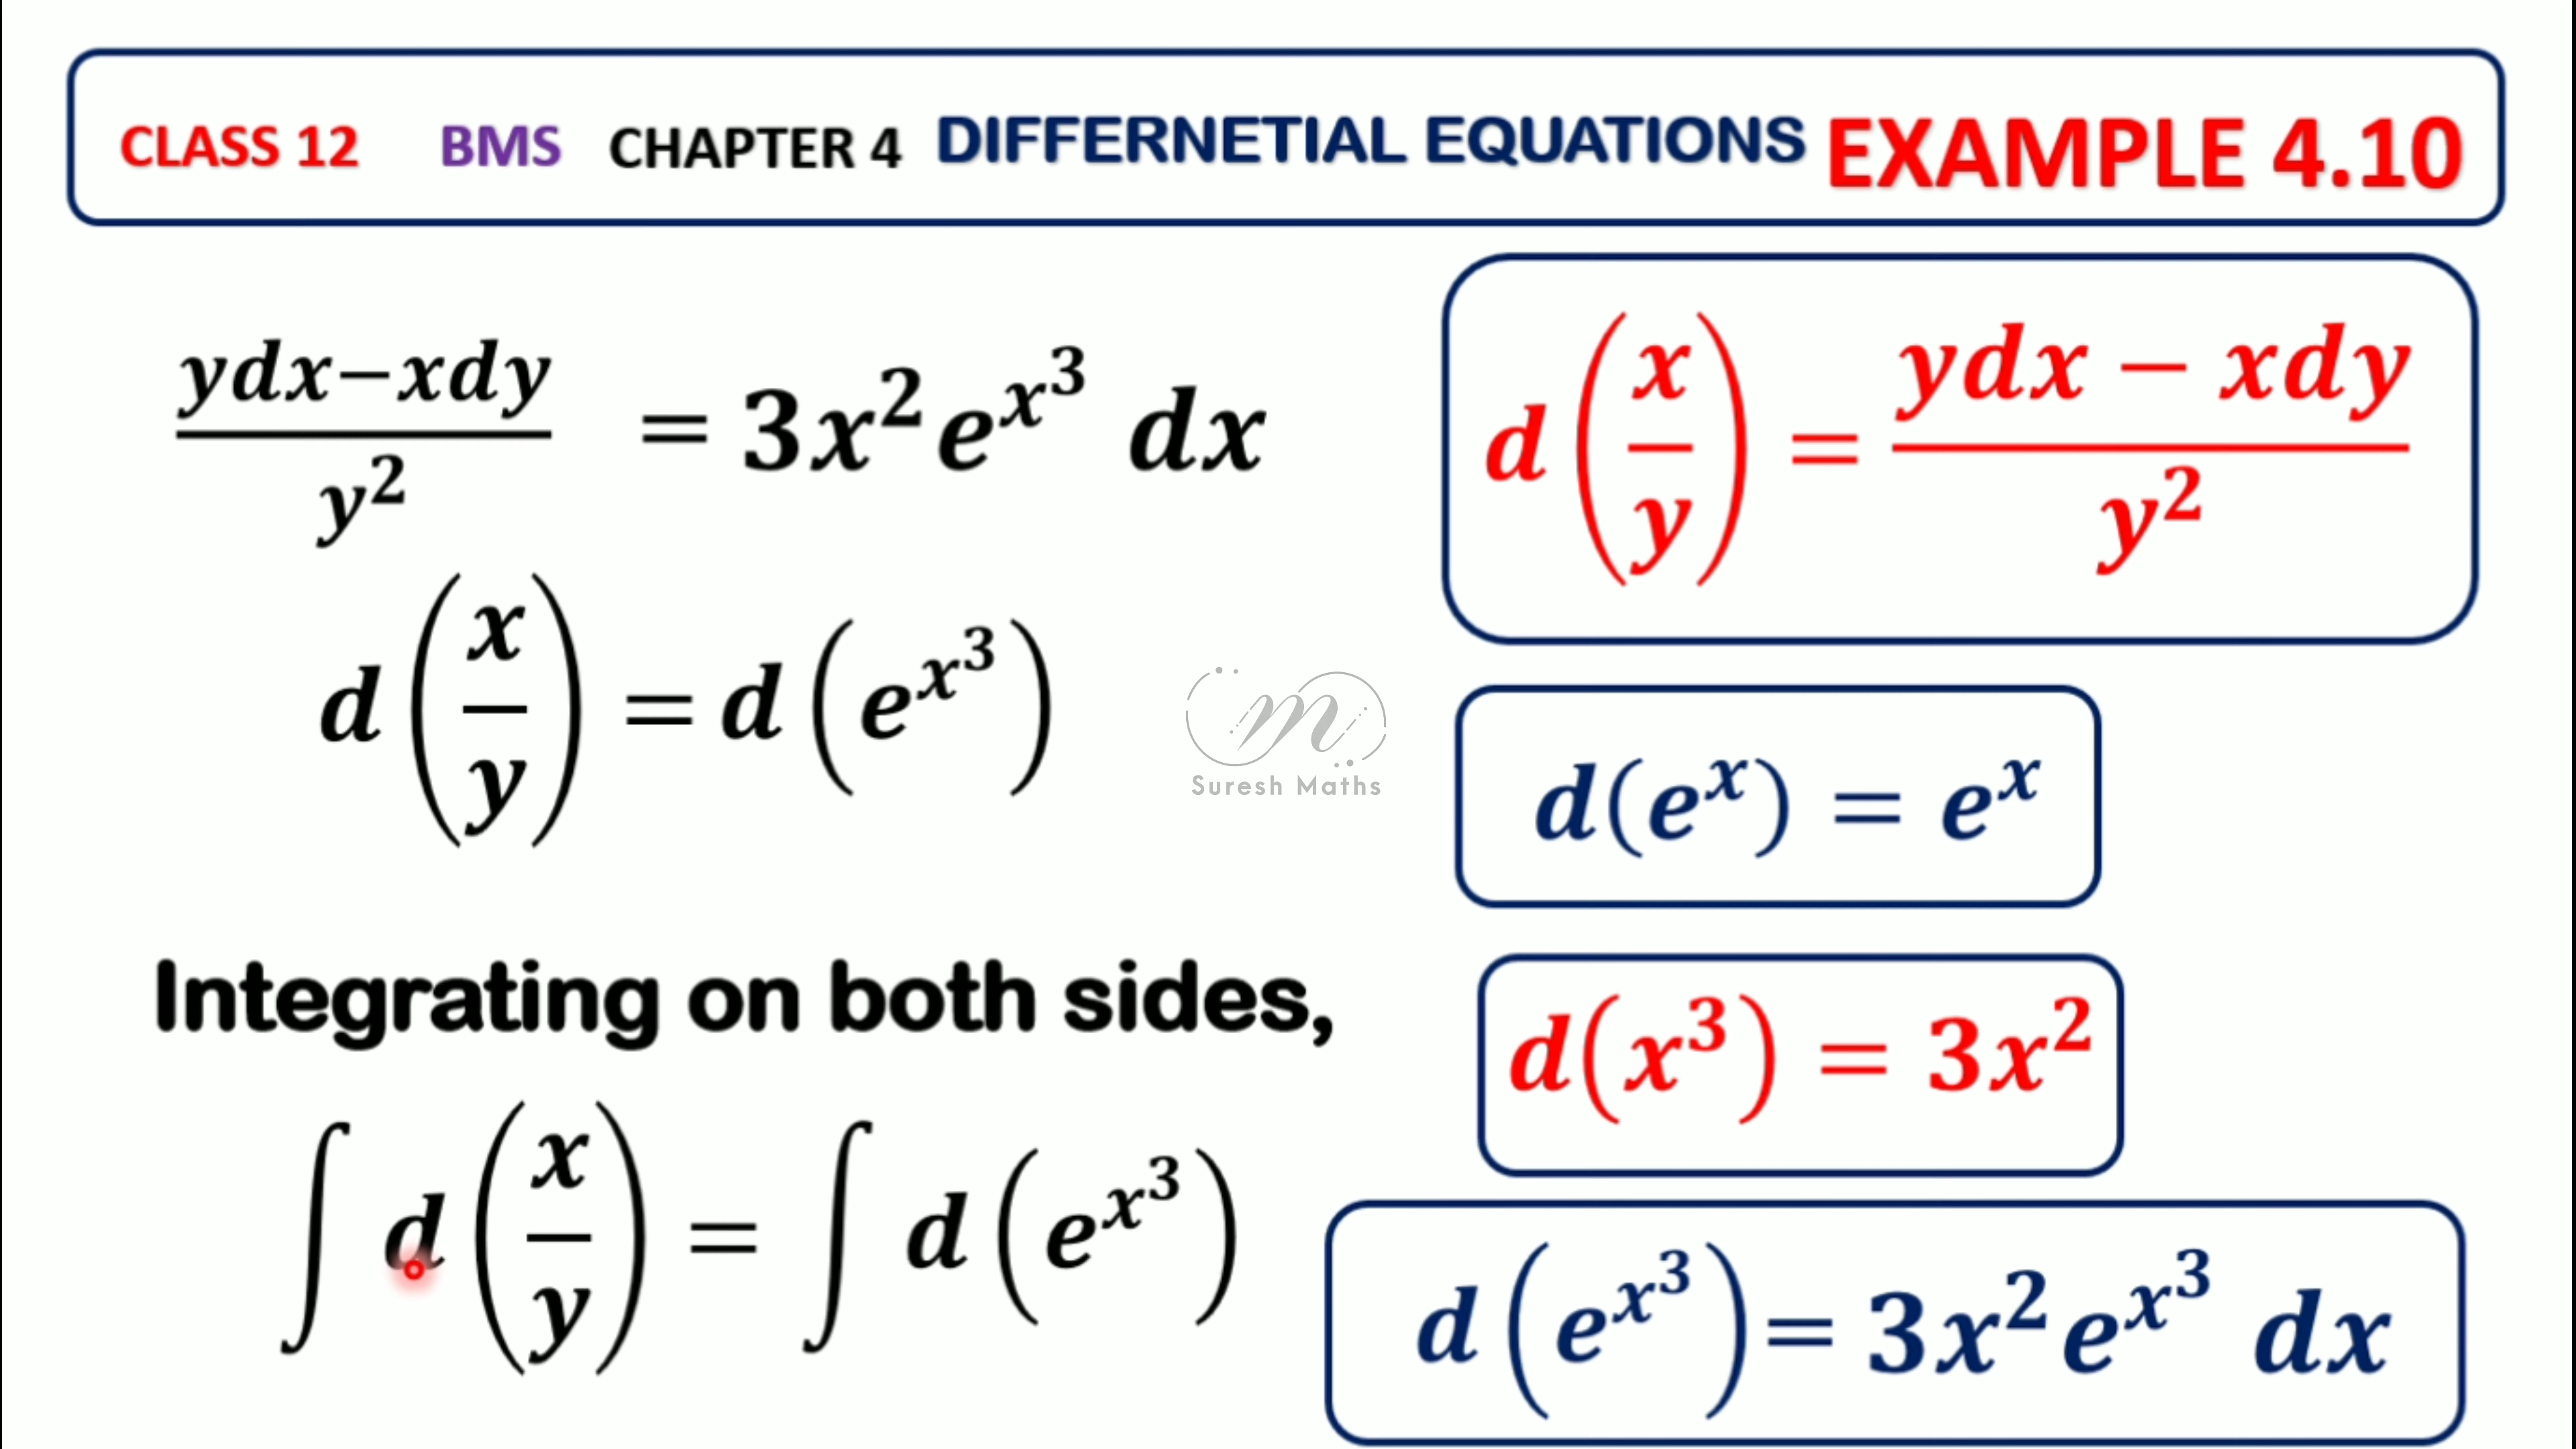 CLASS 12 BMS CHAPTER 4 DIFFERNETIAL EQUATIONS EXAMPLE 4.10
(ydx−xdy)/y² = 3x²e^(x³) dx
d(x/y) = d(e^(x³))
Integrating on both sides,
∫d(x/y) = ∫d(e^(x³))
d(x/y) = (ydx − xdy)/y²
d(e^x) = e^x
d(x³) = 3x²
d(e^(x³)) = 3x²e^(x³) dx
m
Suresh Maths